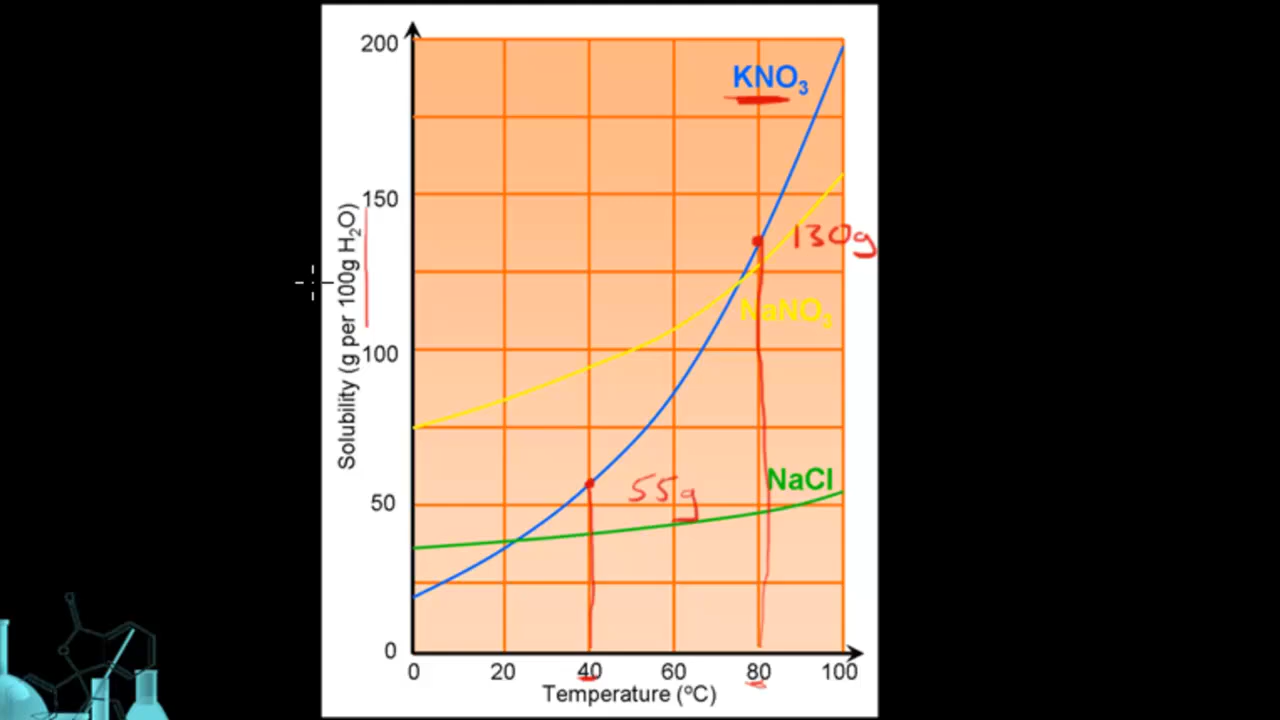 200
KNO₃
150
130g
NaNO₃
100
Solubility (g per 100g H₂O)
55g
NaCl
50
0
0 20 40 60 80 100
Temperature (ºC)